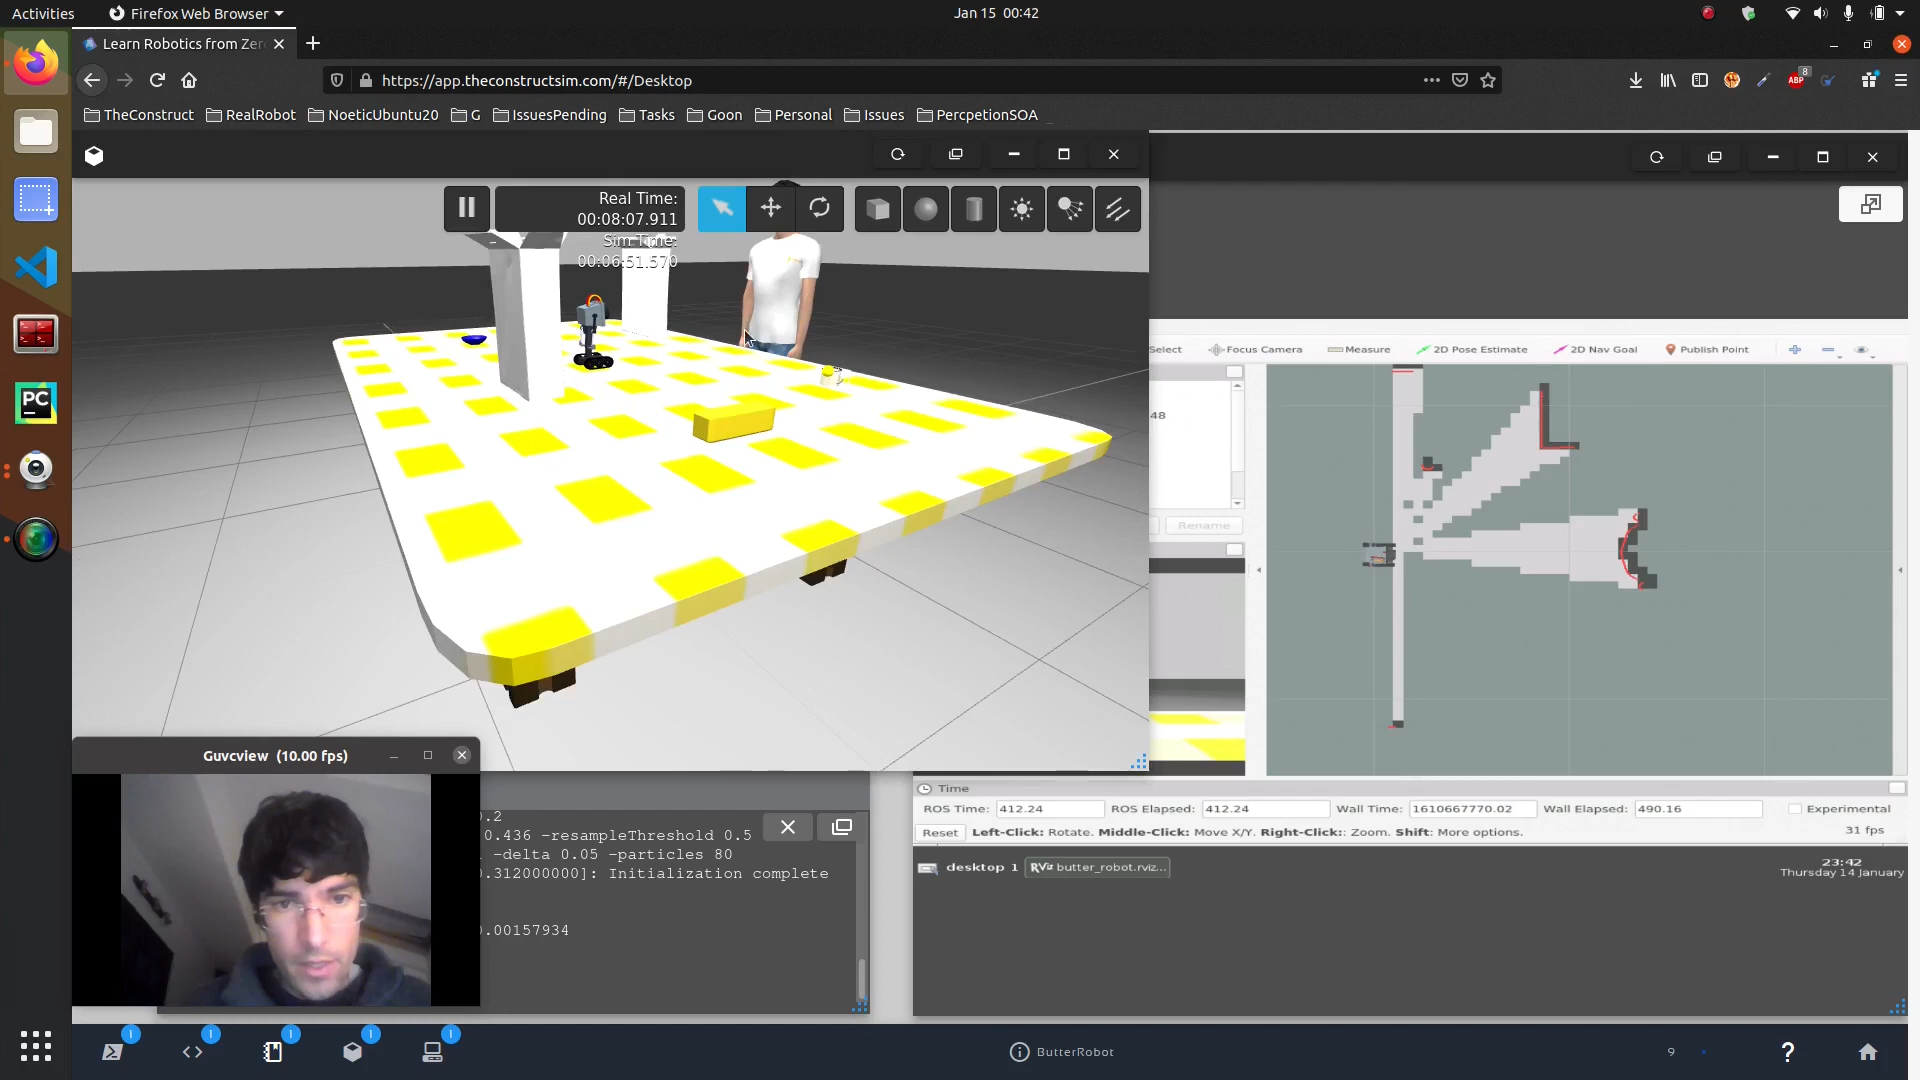 Activities
Firefox Web Browser
Jan 15 00:42
Learn Robotics from Zer
https://app.theconstructsim.com/#/Desktop
8
TheConstruct
RealRobot
NoeticUbuntu20
G
IssuesPending
Tasks
Goon
Personal
Issues
PercpetionSOA
Real Time:
00:08:07.911
Sim Time:
00:06:51.570
Select
Focus Camera
Measure
2D Pose Estimate
2D Nav Goal
Publish Point
48
Rename
PC
Guvcview (10.00 fps)
0.2
0.436 -resampleThreshold 0.5
-delta 0.05 -particles 80
0.312000000]: Initialization complete
0.00157934
Time
ROS Time: 412.24
ROS Elapsed: 412.24
Wall Time: 1610667770.02
Wall Elapsed: 490.16
Experimental
Reset
Left-Click: Rotate. Middle-Click: Move X/Y. Right-Click:: Zoom. Shift: More options.
31 fps
desktop 1
RViz butter_robot.rviz...
23:42
Thursday 14 January
ButterRobot
9
?